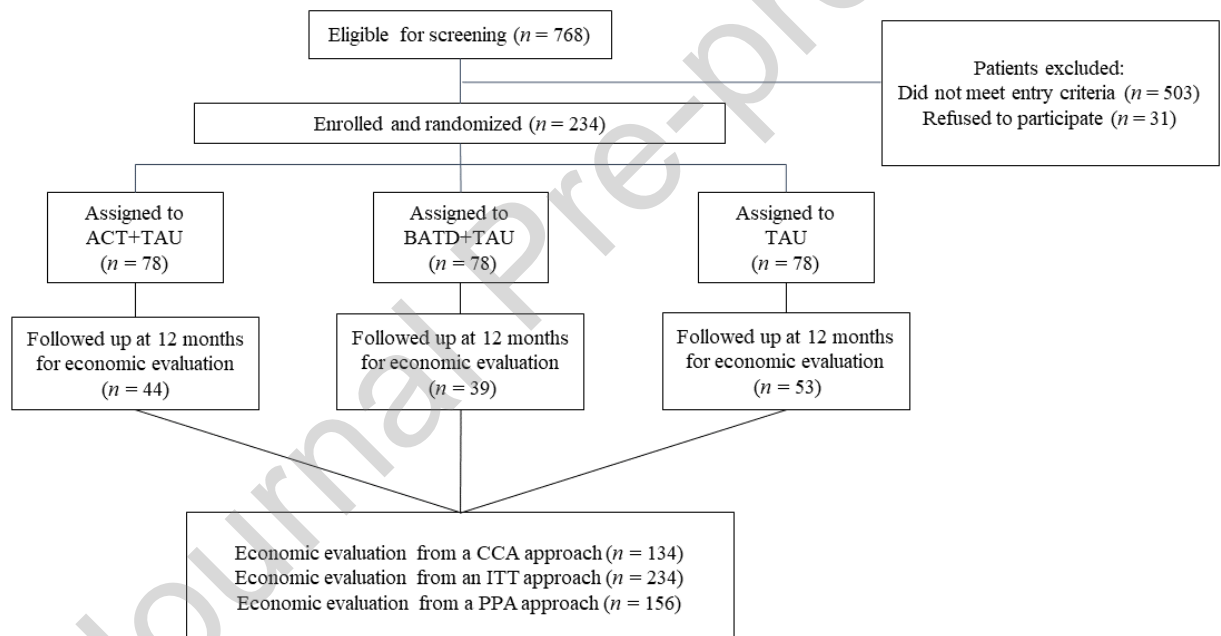 Eligible for screening (n = 768)
Patients excluded:
Did not meet entry criteria (n = 503)
Refused to participate (n = 31)
Enrolled and randomized (n = 234)
Assigned to
ACT+TAU
(n = 78)
Assigned to
BATD+TAU
(n = 78)
Assigned to
TAU
(n = 78)
Followed up at 12 months
for economic evaluation
(n = 44)
Followed up at 12 months
for economic evaluation
(n = 39)
Followed up at 12 months
for economic evaluation
(n = 53)
Economic evaluation from a CCA approach (n = 134)
Economic evaluation from an ITT approach (n = 234)
Economic evaluation from a PPA approach (n = 156)
Journal Pre-pr